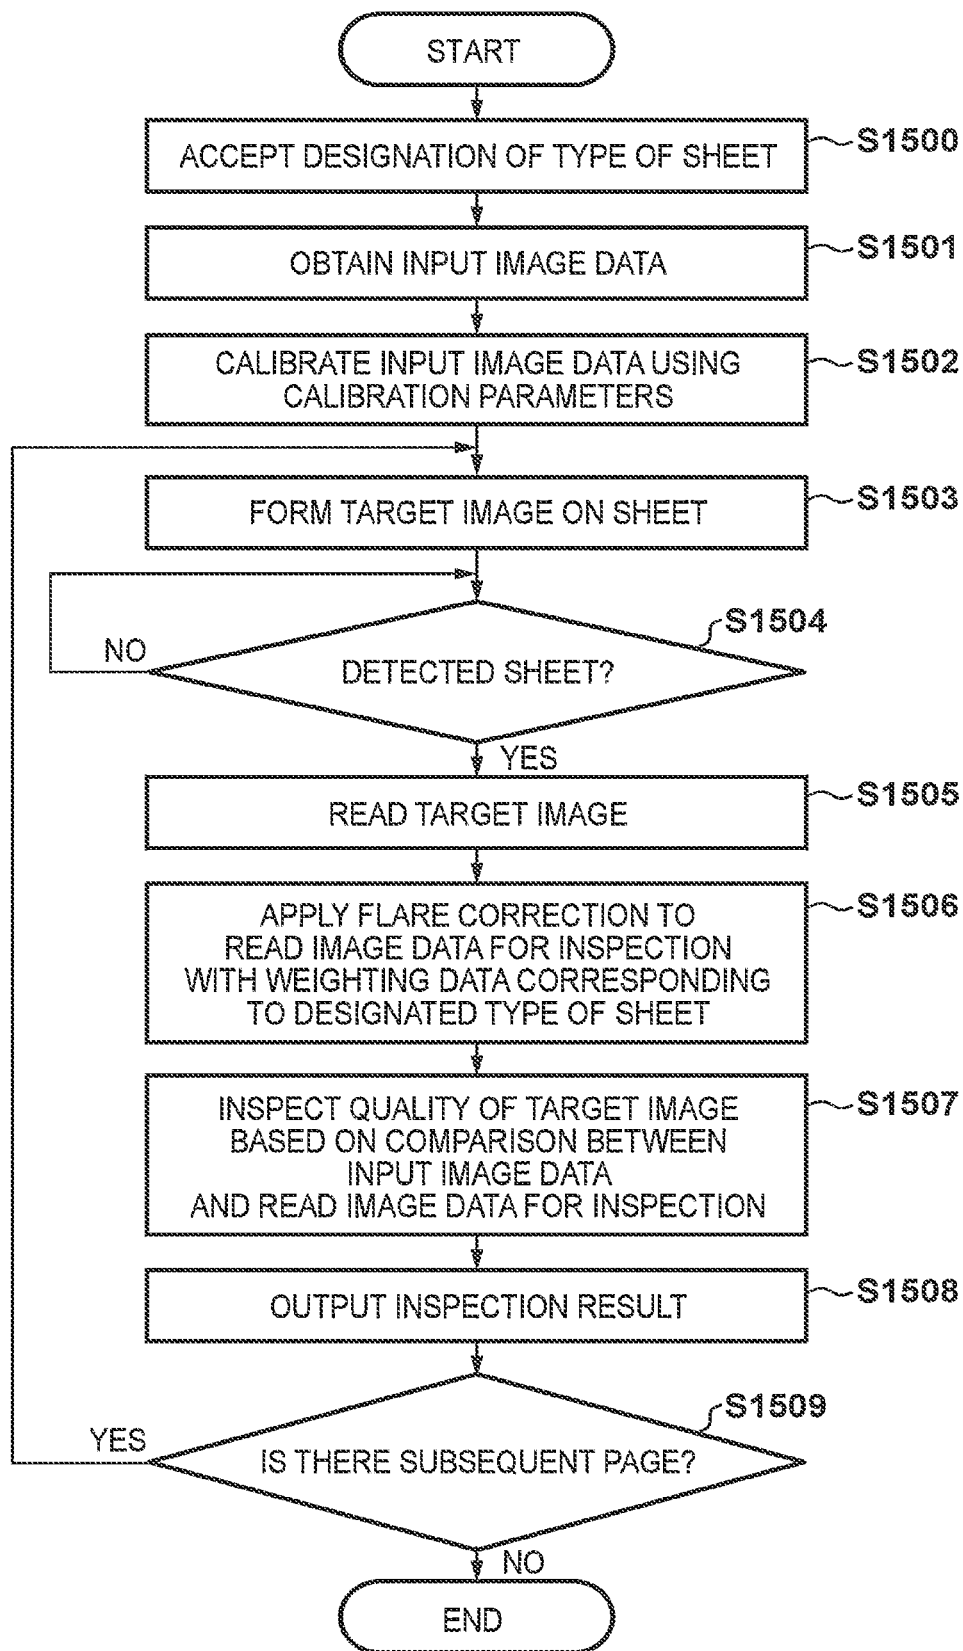 START
ACCEPT DESIGNATION OF TYPE OF SHEET
S1500
OBTAIN INPUT IMAGE DATA
S1501
CALIBRATE INPUT IMAGE DATA USING
CALIBRATION PARAMETERS
S1502
FORM TARGET IMAGE ON SHEET
S1503
DETECTED SHEET?
S1504
NO
YES
READ TARGET IMAGE
S1505
APPLY FLARE CORRECTION TO
READ IMAGE DATA FOR INSPECTION
WITH WEIGHTING DATA CORRESPONDING
TO DESIGNATED TYPE OF SHEET
S1506
INSPECT QUALITY OF TARGET IMAGE
BASED ON COMPARISON BETWEEN
INPUT IMAGE DATA
AND READ IMAGE DATA FOR INSPECTION
S1507
OUTPUT INSPECTION RESULT
S1508
IS THERE SUBSEQUENT PAGE?
S1509
YES
NO
END